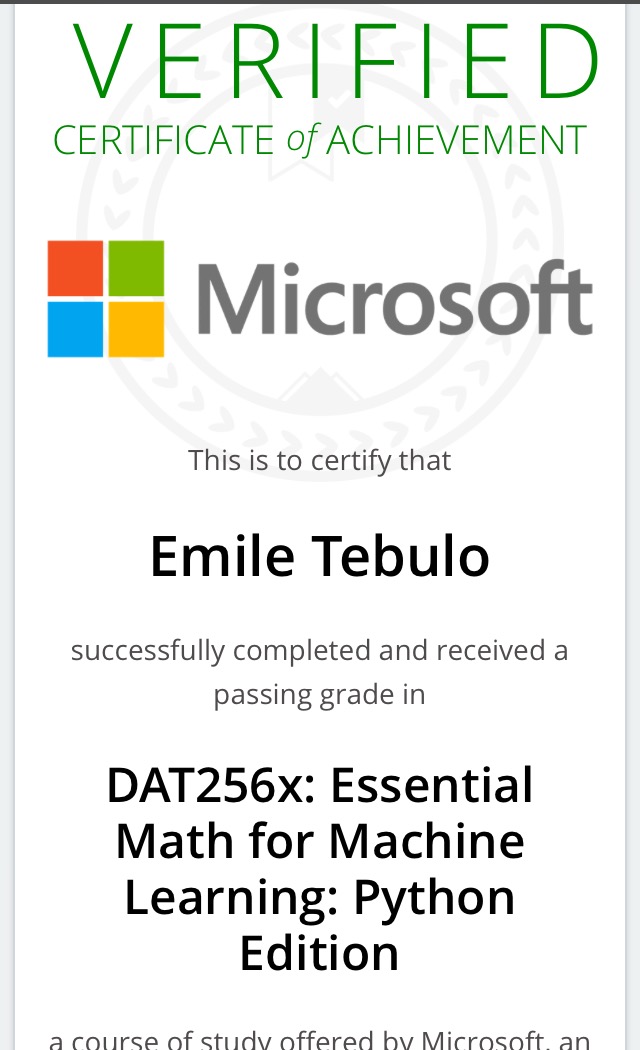 VERIFIED
CERTIFICATE of ACHIEVEMENT
Microsoft
This is to certify that
Emile Tebulo
successfully completed and received a
passing grade in
DAT256x: Essential
Math for Machine
Learning: Python
Edition
a course of study offered by Microsoft, an